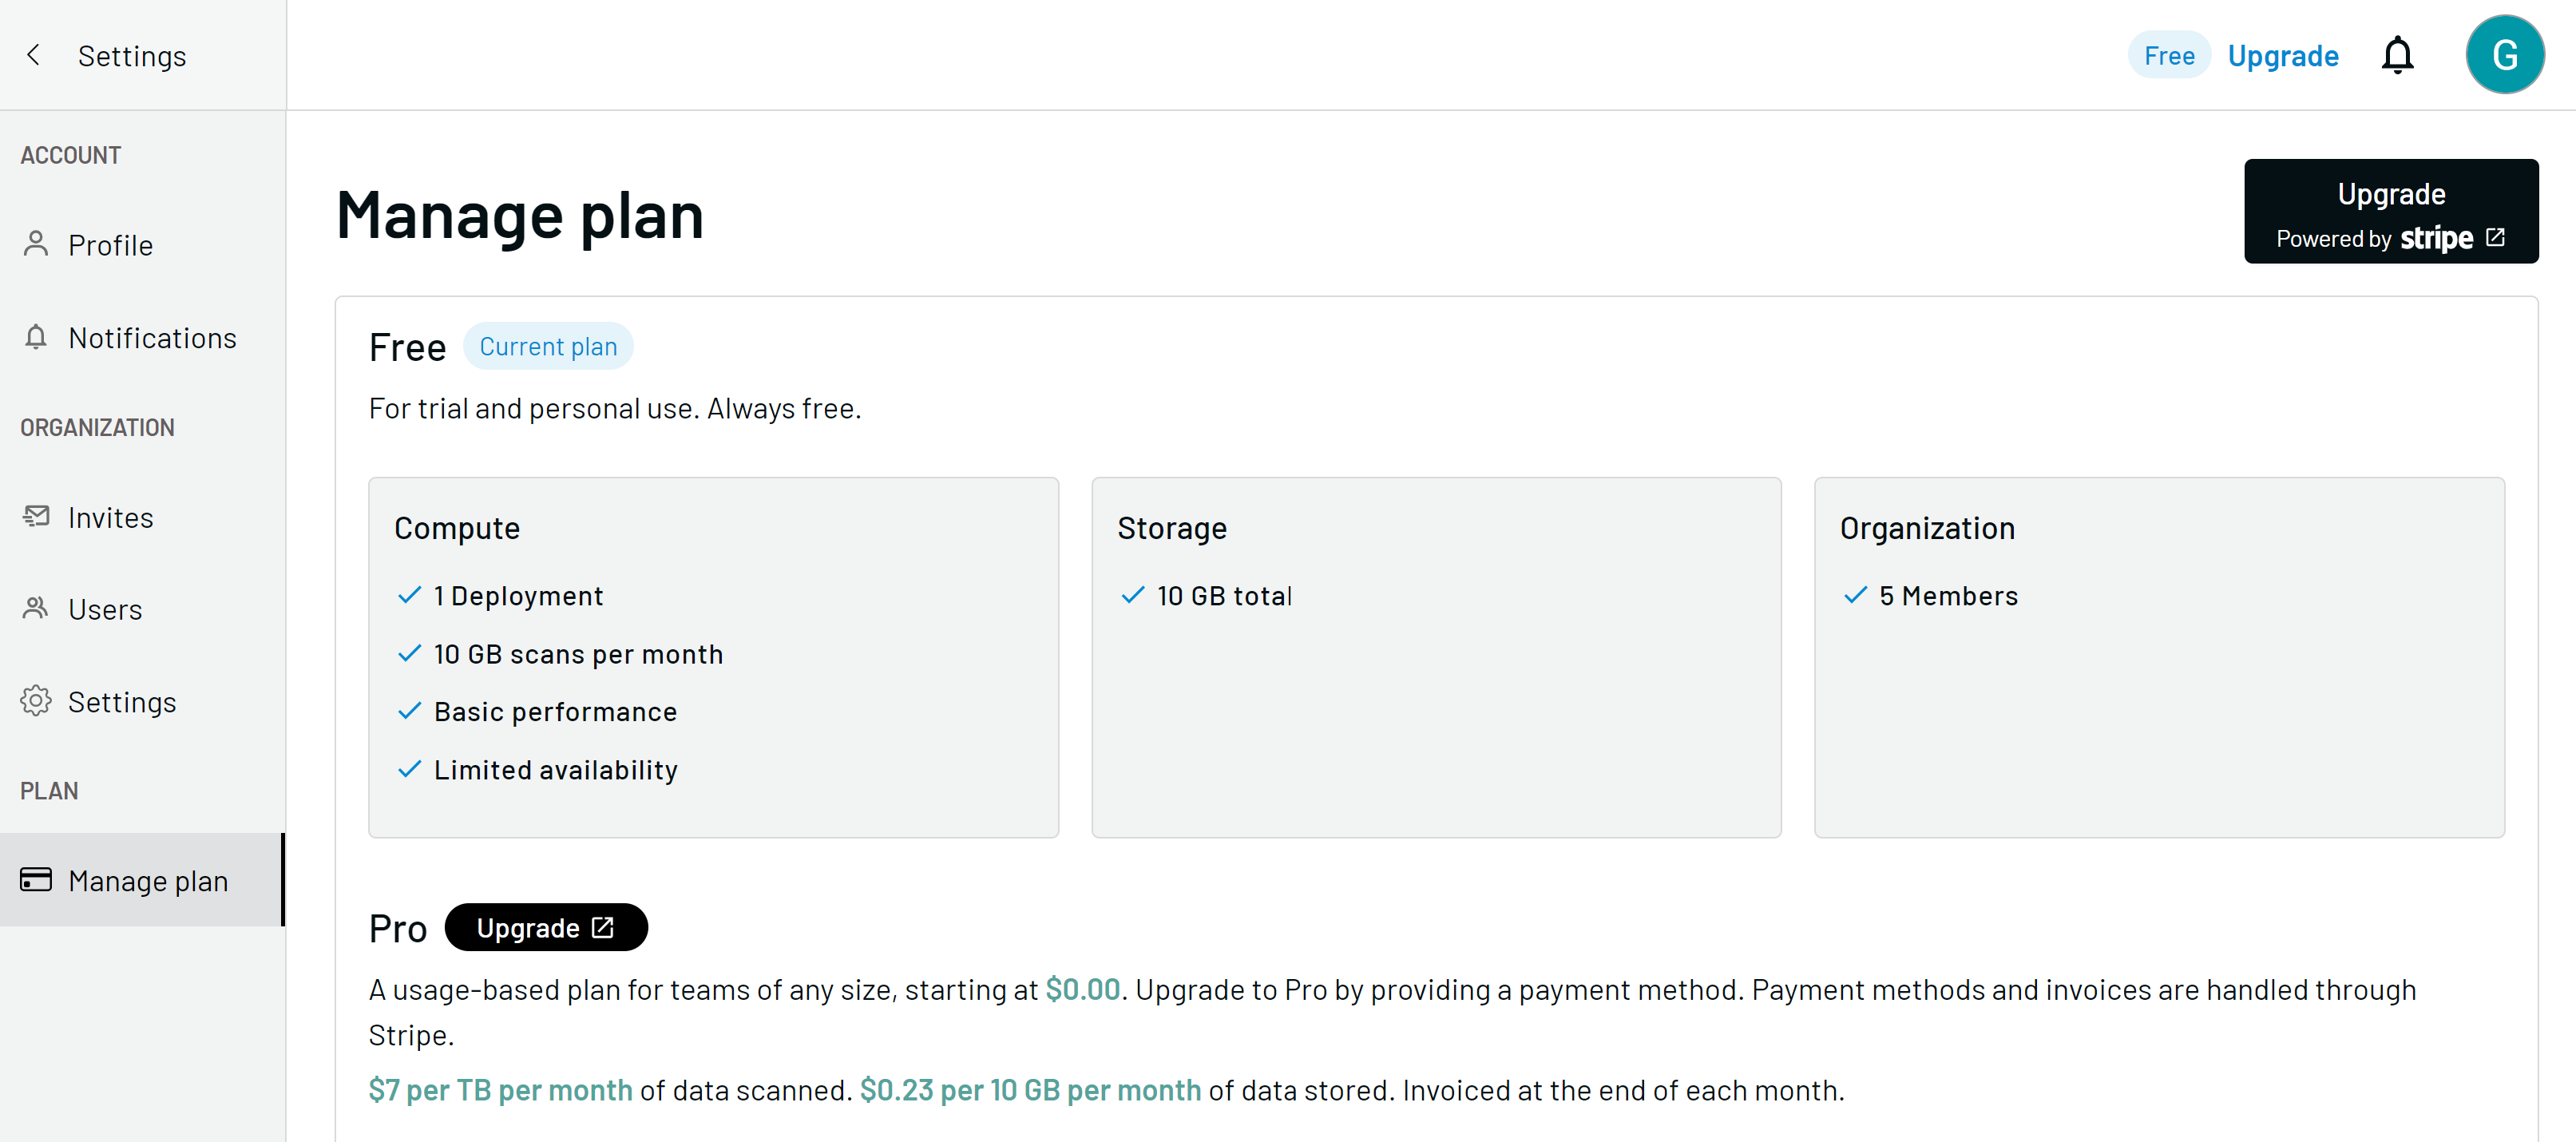 Settings
Free
Upgrade
G
ACCOUNT
Profile
Notifications
ORGANIZATION
Invites
Users
Settings
PLAN
Manage plan
Manage plan
Upgrade
Powered by stripe
Free
Current plan
For trial and personal use. Always free.
Compute
1 Deployment
10 GB scans per month
Basic performance
Limited availability
Storage
10 GB total
Organization
5 Members
Pro
Upgrade
A usage-based plan for teams of any size, starting at $0.00. Upgrade to Pro by providing a payment method. Payment methods and invoices are handled through
Stripe.
$7 per TB per month of data scanned. $0.23 per 10 GB per month of data stored. Invoiced at the end of each month.